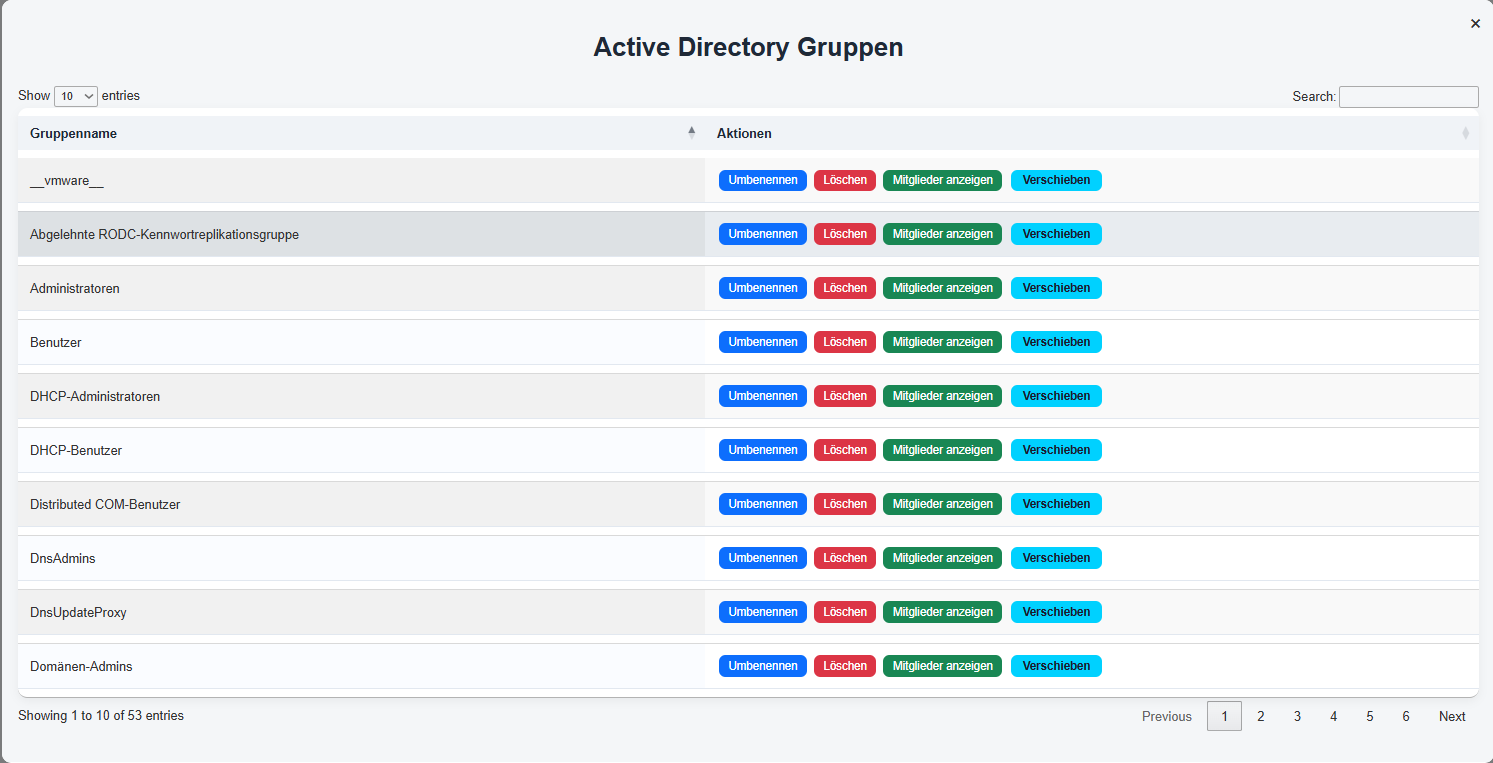 ×
Active Directory Gruppen
Show 10 entries Search:
Gruppenname Aktionen
__vmware__ Umbenennen Löschen Mitglieder anzeigen Verschieben
Abgelehnte RODC-Kennwortreplikationsgruppe Umbenennen Löschen Mitglieder anzeigen Verschieben
Administratoren Umbenennen Löschen Mitglieder anzeigen Verschieben
Benutzer Umbenennen Löschen Mitglieder anzeigen Verschieben
DHCP-Administratoren Umbenennen Löschen Mitglieder anzeigen Verschieben
DHCP-Benutzer Umbenennen Löschen Mitglieder anzeigen Verschieben
Distributed COM-Benutzer Umbenennen Löschen Mitglieder anzeigen Verschieben
DnsAdmins Umbenennen Löschen Mitglieder anzeigen Verschieben
DnsUpdateProxy Umbenennen Löschen Mitglieder anzeigen Verschieben
Domänen-Admins Umbenennen Löschen Mitglieder anzeigen Verschieben
Showing 1 to 10 of 53 entries Previous 1 2 3 4 5 6 Next